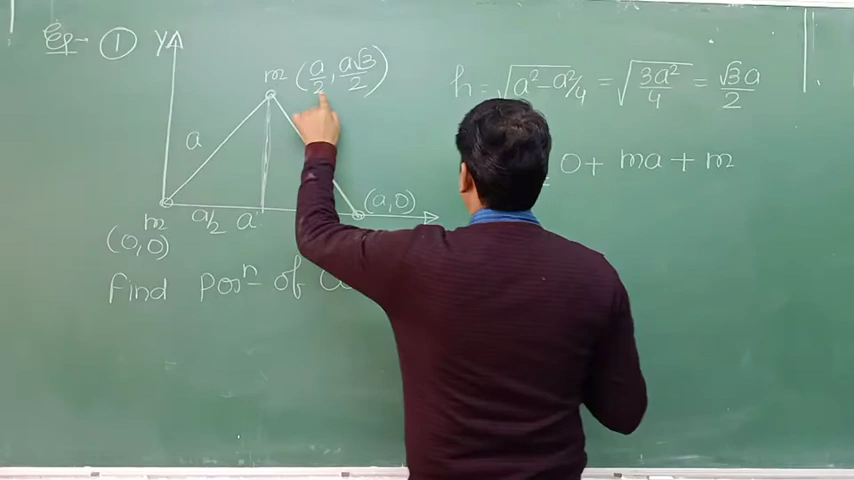 Ex- ①
Y
m (a/2, a√3/2)
h = √(a²-a²/4) = √(3a²/4) = √3a/2
a
0+ ma + m
m a/2 a (a,0)
(0,0)
Find posn of